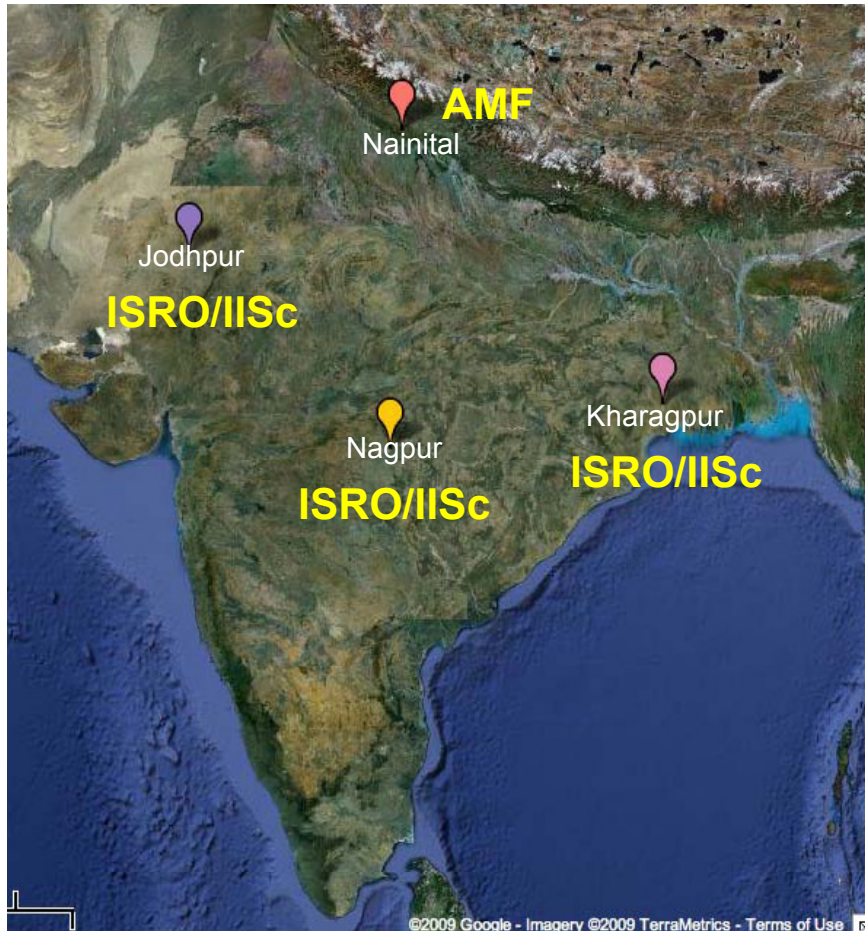 AMF
Nainital
Jodhpur
ISRO/IISc
Kharagpur
ISRO/IISc
Nagpur
ISRO/IISc
©2009 Google - Imagery ©2009 TerraMetrics - Terms of Use